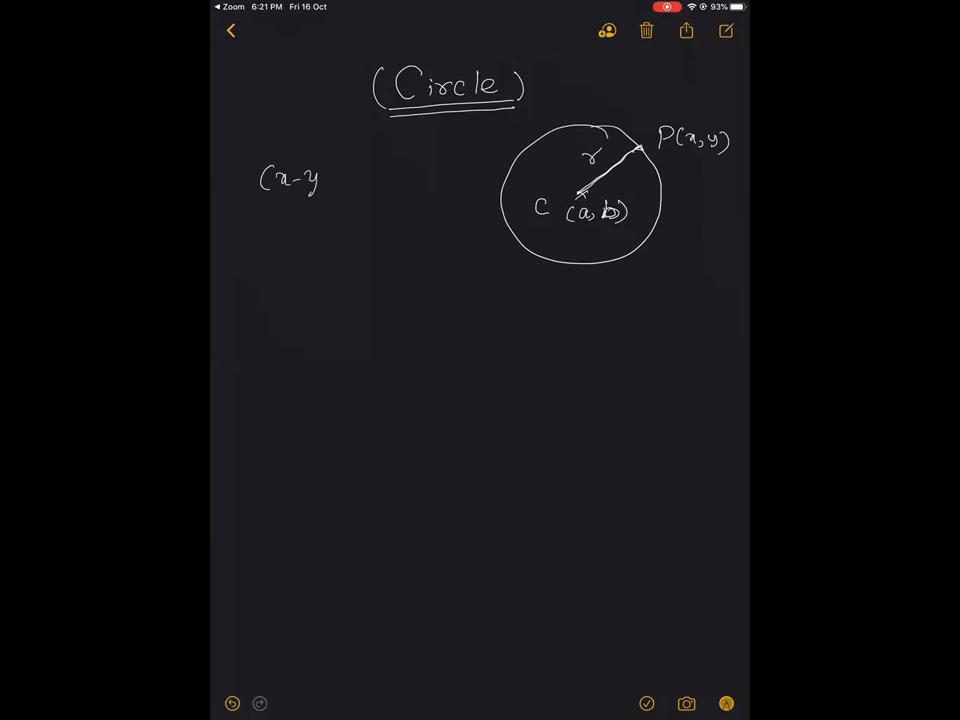 Zoom 6:21 PM Fri 16 Oct 93%
(Circle)
P(x, y)
r
(x-y
C (a, b)